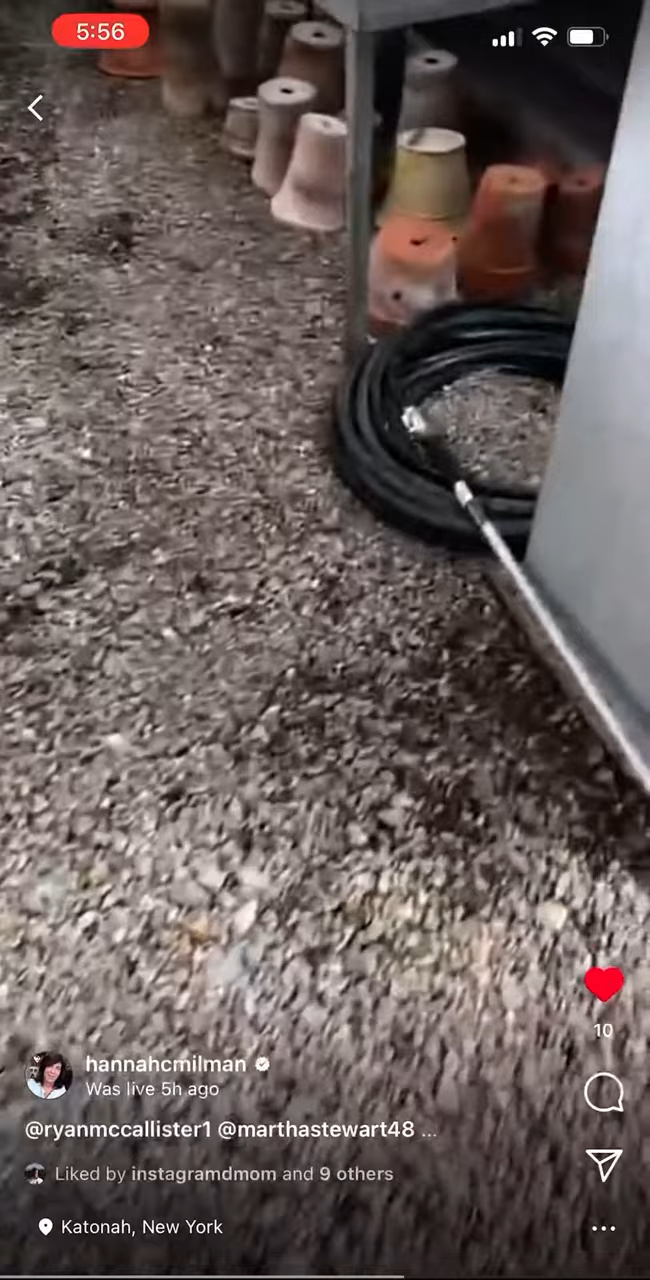 5:56
hannahcmilman
Was live 5h ago
@ryanmccallister1 @marthastewart48 ...
Liked by instagramdmom and 9 others
Katonah, New York
10